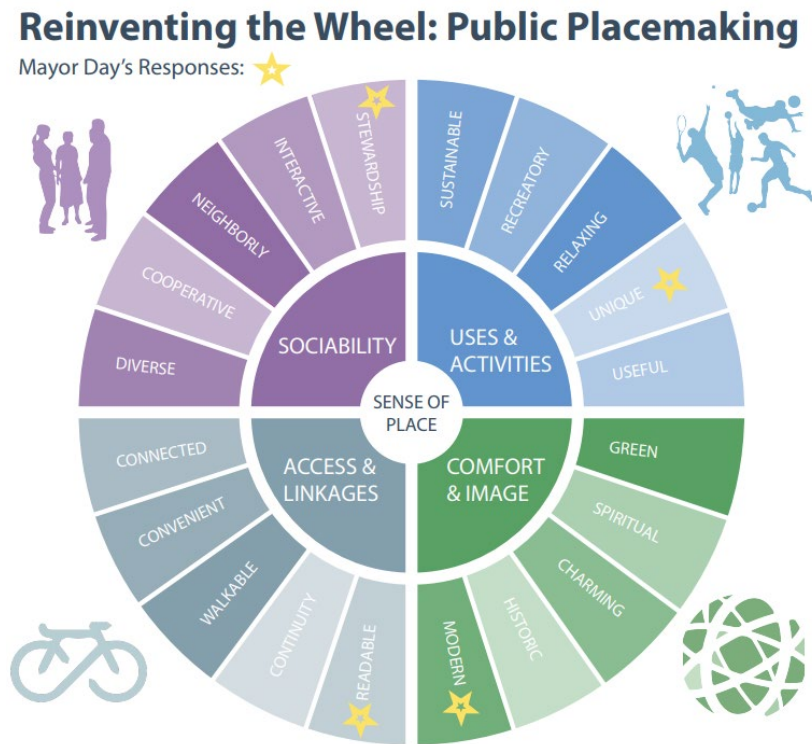 Reinventing the Wheel: Public Placemaking
Mayor Day's Responses:
STEWARDSHIP
INTERACTIVE
NEIGHBORLY
COOPERATIVE
DIVERSE
SUSTAINABLE
RECREATORY
RELAXING
UNIQUE
USEFUL
SOCIABILITY
USES &
ACTIVITIES
SENSE OF
PLACE
ACCESS &
LINKAGES
COMFORT
& IMAGE
CONNECTED
CONVENIENT
WALKABLE
CONTINUITY
READABLE
GREEN
SPIRITUAL
CHARMING
HISTORIC
MODERN